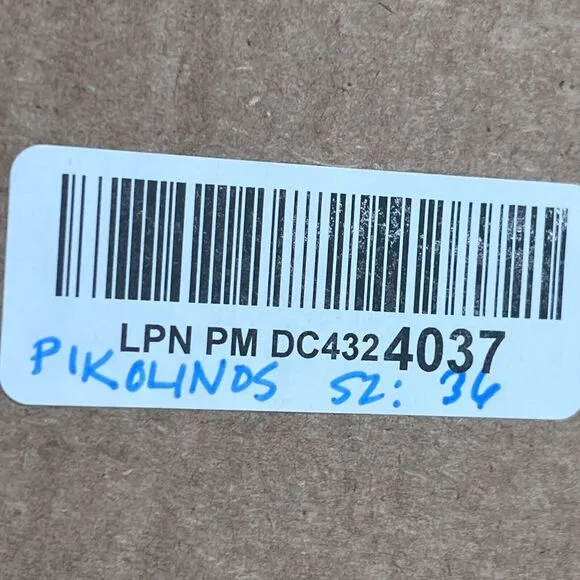 LPN PM DC4324037
PIKOLINOS SZ: 36